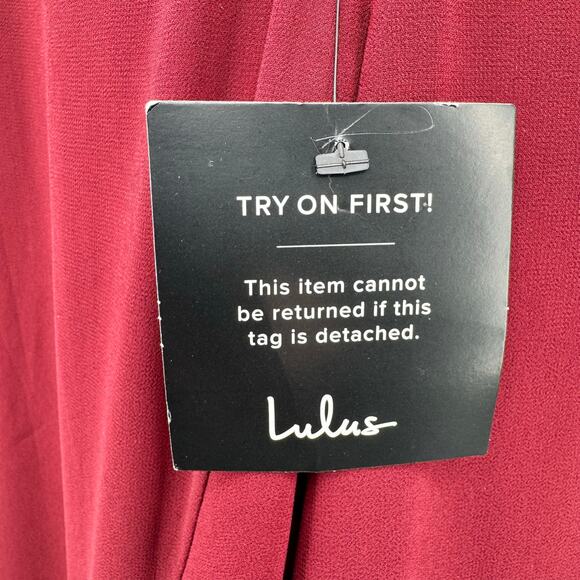 TRY ON FIRST!
This item cannot
be returned if this
tag is detached.
Lulus